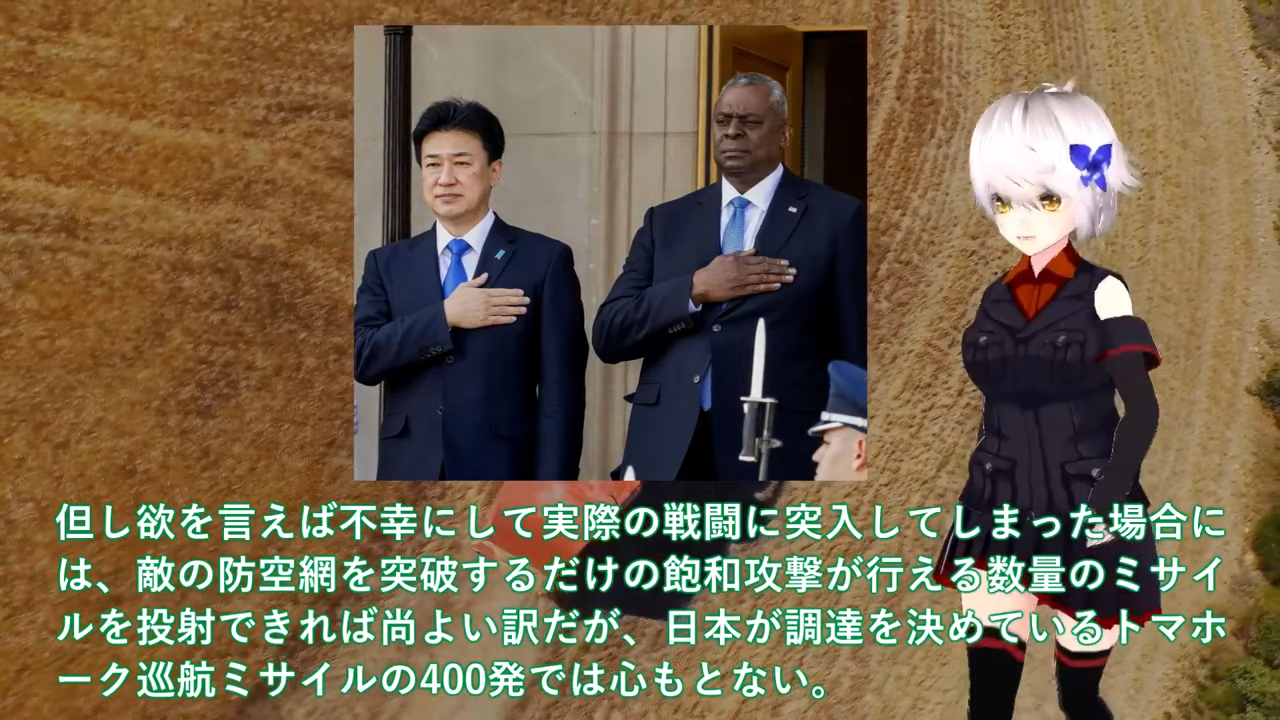 但し欲を言えば不幸にして実際の戦闘に突入してしまった場合に
は、敵の防空網を突破するだけの飽和攻撃が行える数量のミサイ
ルを投射できれば尚よい訳だが、日本が調達を決めているトマホ
ーク巡航ミサイルの400発では心もとない。